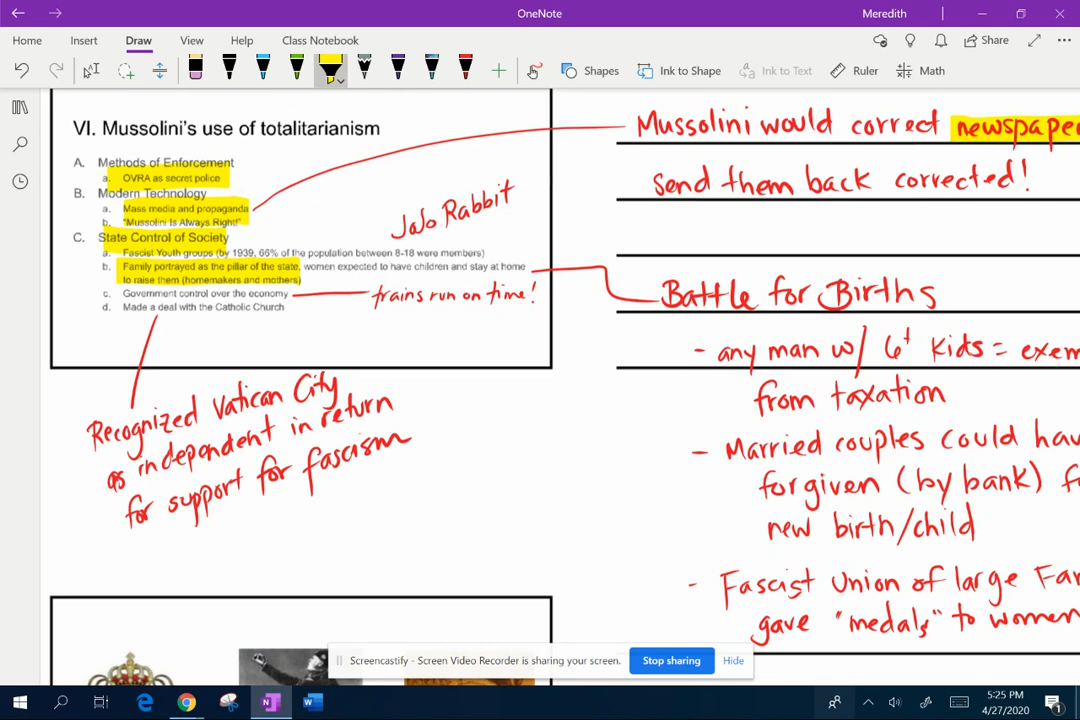 OneNote
Meredith
Home Insert Draw View Help Class Notebook
Share
Shapes Ink to Shape Ink to Text Ruler Math
VI. Mussolini's use of totalitarianism
A. Methods of Enforcement
a. OVRA as secret police
B. Modern Technology
a. Mass media and propaganda
b. "Mussolini Is Always Right!"
C. State Control of Society
a. Fascist Youth groups (by 1939, 66% of the population between 8-18 were members)
b. Family portrayed as the pillar of the state, women expected to have children and stay at home
to raise them (homemakers and mothers)
c. Government control over the economy
d. Made a deal with the Catholic Church
JoJo Rabbit
trains run on time!
Recognized Vatican City
as independent in return
for support for fascism
Mussolini would correct newspape
send them back corrected!
Battle for Births
- any man w/ 6+ kids = exem
from taxation
- Married couples could hav
forgiven (by bank) f
new birth/child
- Fascist Union of large Fam
gave "medals" to women
Screencastify - Screen Video Recorder is sharing your screen. Stop sharing Hide
5:25 PM
4/27/2020